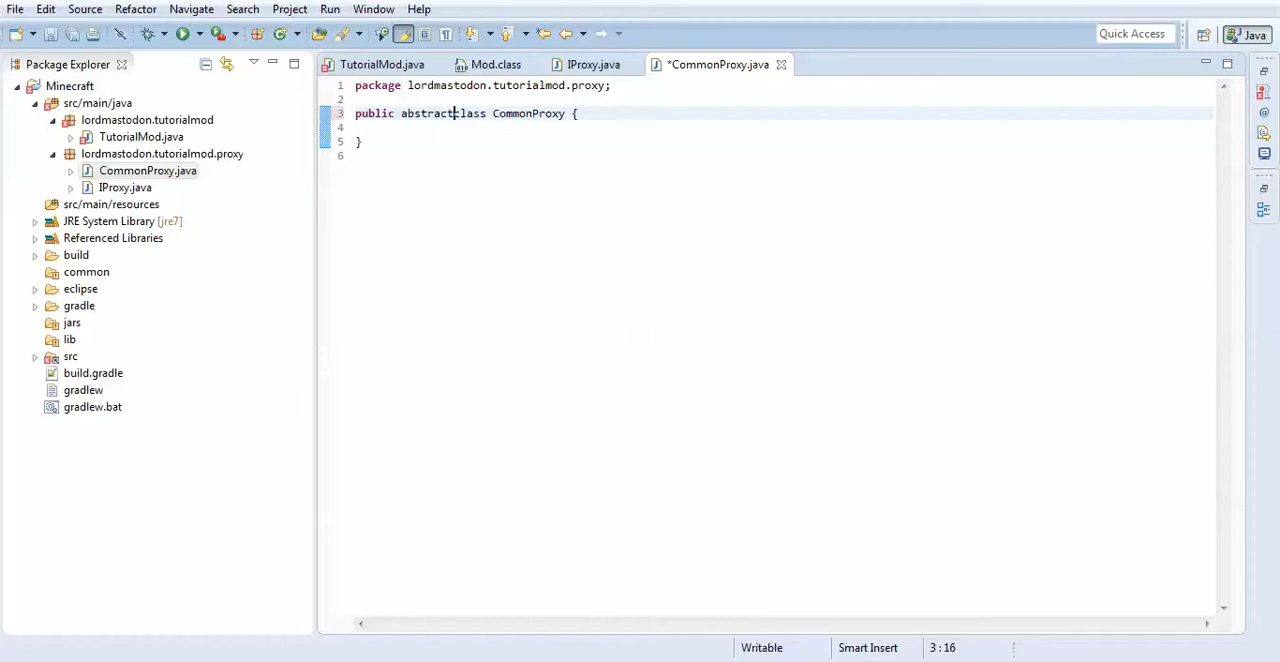 File Edit Source Refactor Navigate Search Project Run Window Help
Quick Access
Java
Package Explorer
TutorialMod.java
Mod.class
IProxy.java
*CommonProxy.java
Minecraft
src/main/java
lordmastodon.tutorialmod
TutorialMod.java
lordmastodon.tutorialmod.proxy
CommonProxy.java
IProxy.java
src/main/resources
JRE System Library [jre7]
Referenced Libraries
build
common
eclipse
gradle
jars
lib
src
build.gradle
gradlew
gradlew.bat
1 package lordmastodon.tutorialmod.proxy;
2
3 public abstractclass CommonProxy {
4
5 }
6
Writable
Smart Insert
3 : 16